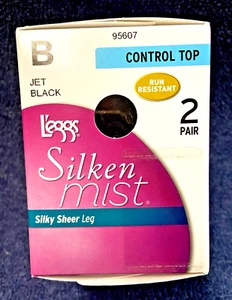 95607
B
CONTROL TOP
JET
BLACK
RUN
RESISTANT
2
PAIR
L'eggs
Silken
mist®
Silky Sheer Leg